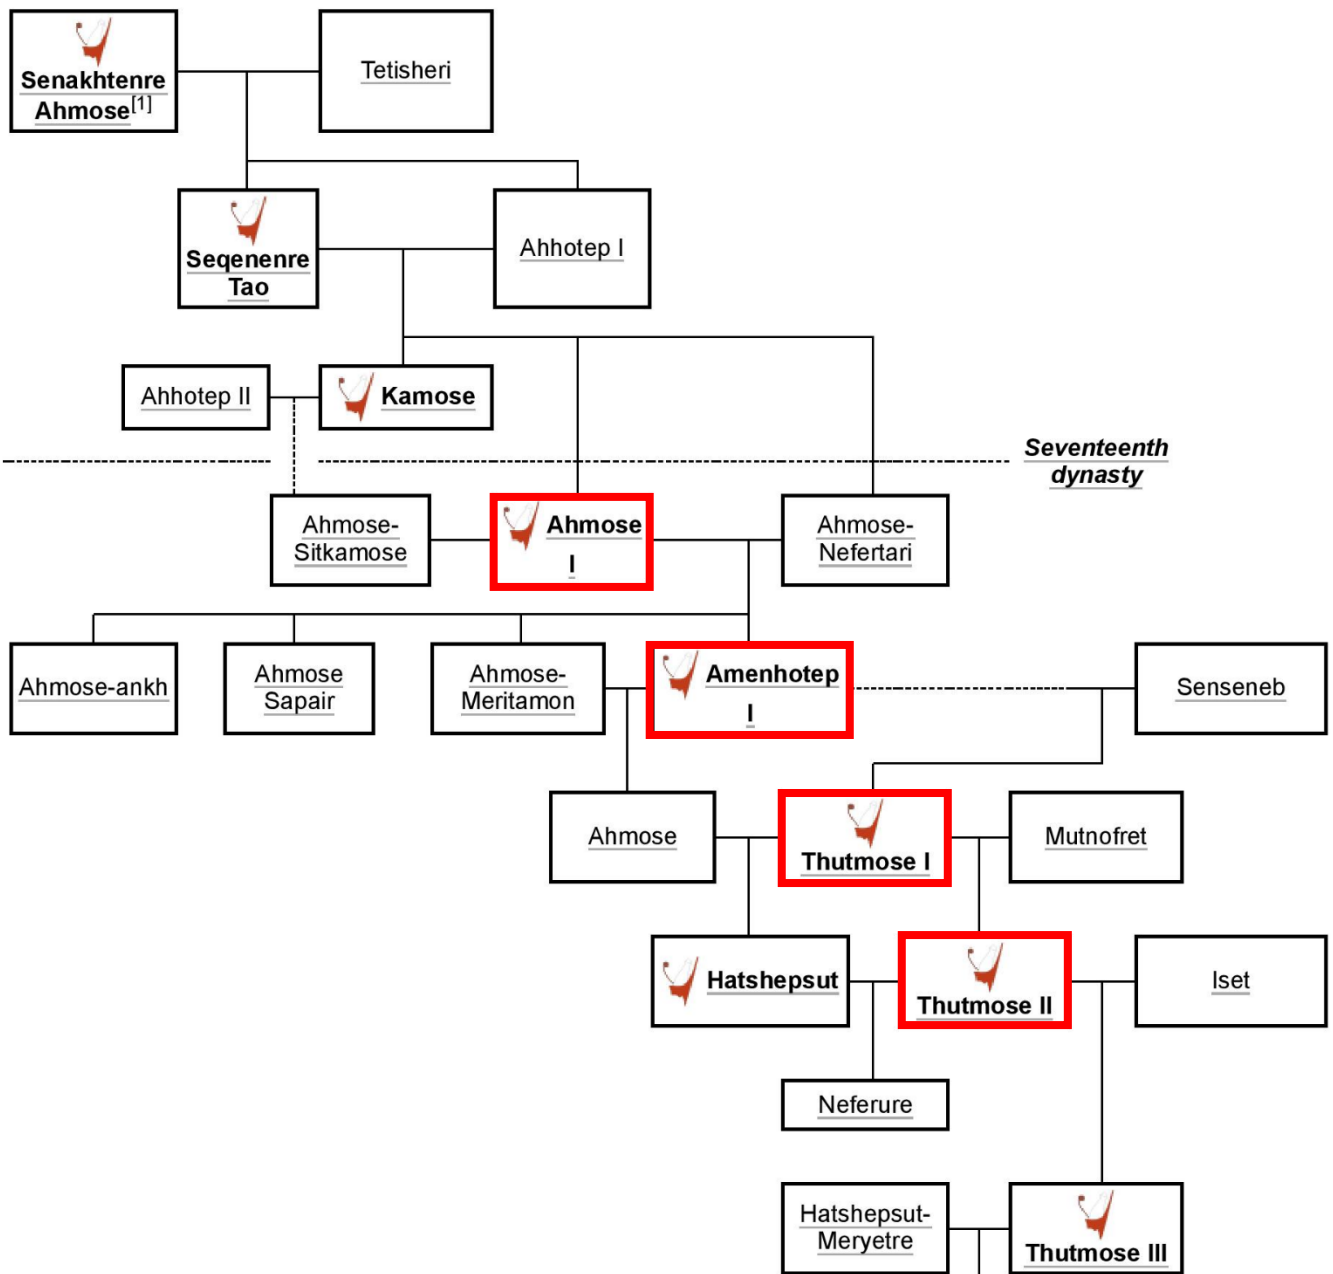 Senakhtenre
Ahmose[1]
Tetisheri
Seqenenre
Tao
Ahhotep I
Ahhotep II
Kamose
Seventeenth
dynasty
Ahmose-
Sitkamose
Ahmose
I
Ahmose-
Nefertari
Ahmose-ankh
Ahmose
Sapair
Ahmose-
Meritamon
Amenhotep
I
Senseneb
Ahmose
Thutmose I
Mutnofret
Hatshepsut
Thutmose II
Iset
Neferure
Hatshepsut-
Meryetre
Thutmose III